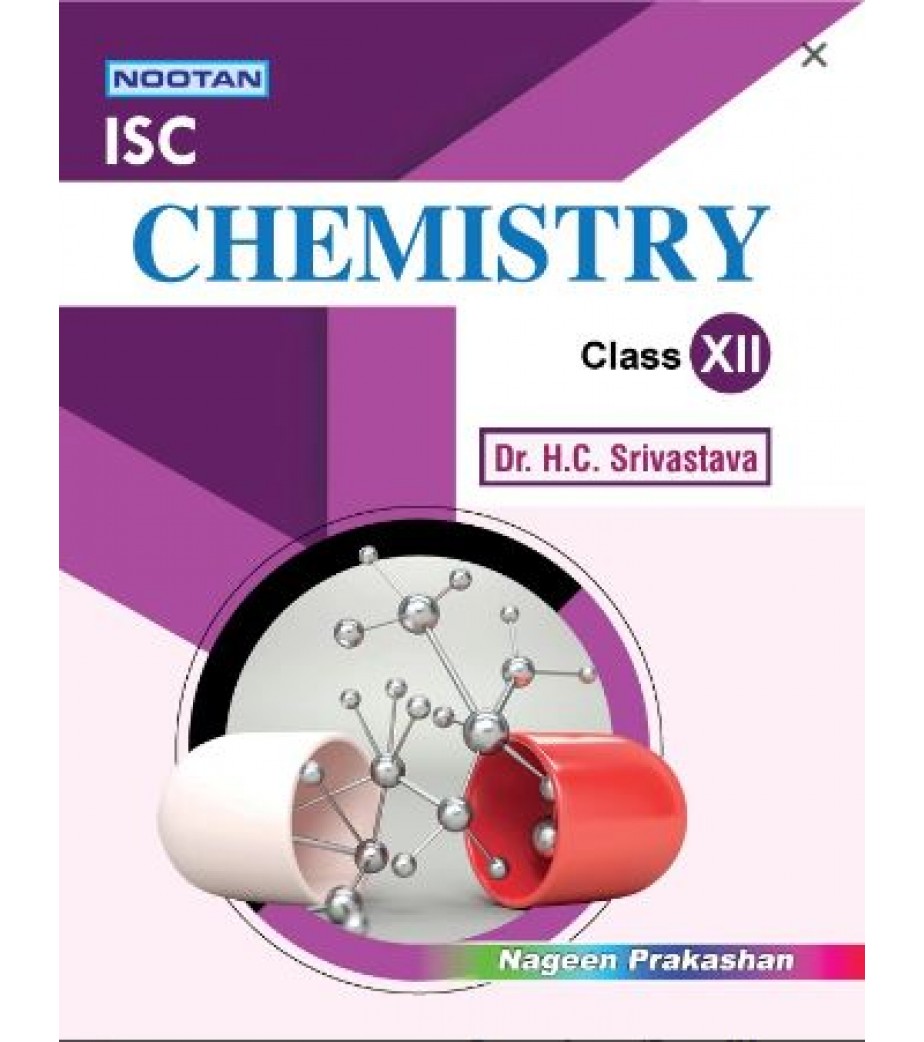 NOOTAN
ISC
CHEMISTRY
Class XII
Dr. H.C. Srivastava
Nageen Prakashan